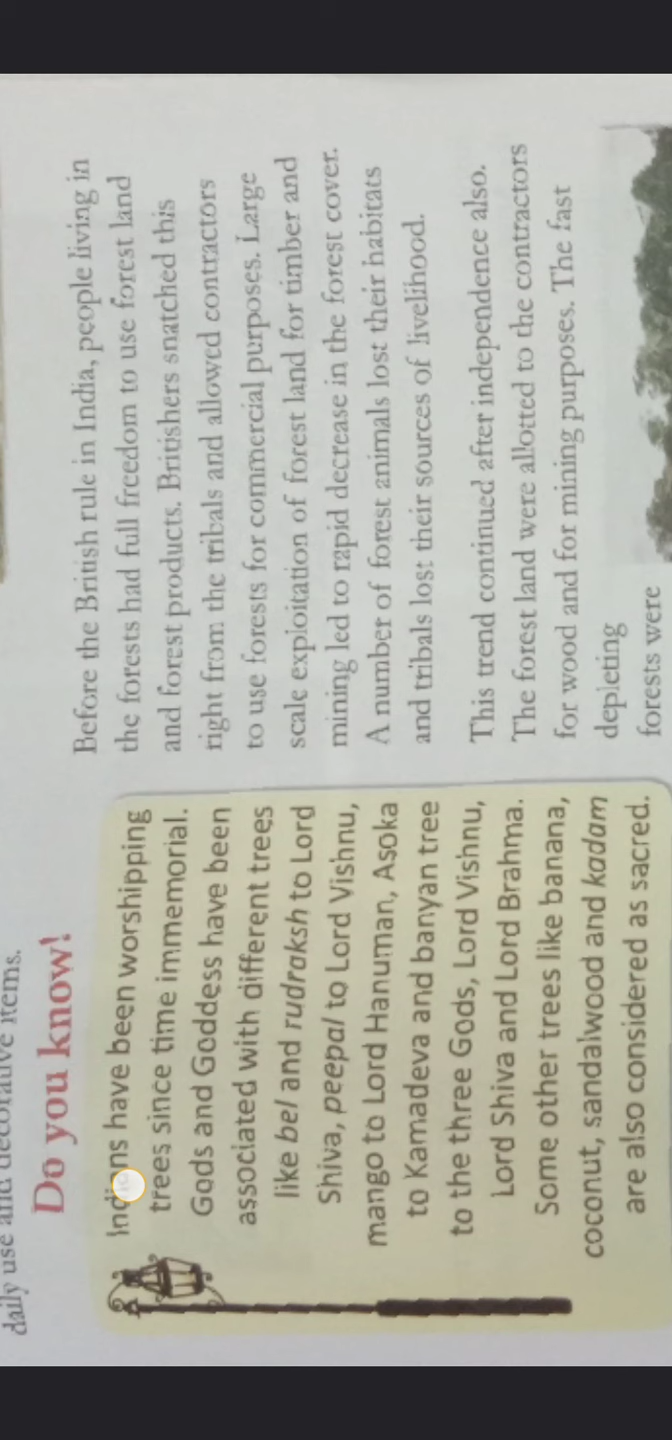 daily use and decorative items.
Do you know!
Indians have been worshipping
trees since time immemorial.
Gods and Goddess have been
associated with different trees
like bel and rudraksh to Lord
Shiva, peepal to Lord Vishnu,
mango to Lord Hanuman, Asoka
to Kamadeva and banyan tree
to the three Gods, Lord Vishnu,
Lord Shiva and Lord Brahma.
Some other trees like banana,
coconut, sandalwood and kadam
are also considered as sacred.
Before the British rule in India, people living in
the forests had full freedom to use forest land
and forest products. Britishers snatched this
right from the tribals and allowed contractors
to use forests for commercial purposes. Large
scale exploitation of forest land for timber and
mining led to rapid decrease in the forest cover.
A number of forest animals lost their habitats
and tribals lost their sources of livelihood.
This trend continued after independence also.
The forest land were allotted to the contractors
for wood and for mining purposes. The fast
depleting
forests were